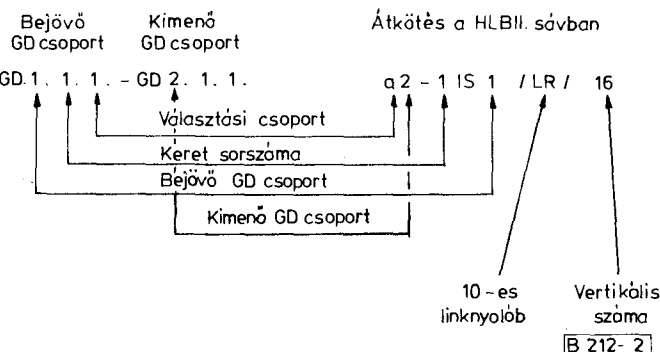 Bejövő
GD csoport
Kimenő
GD csoport
Átkötés a HLBII. sávban
GD.1. 1. 1. - GD 2. 1. 1.
a2 - 1 IS 1 / LR / 16
Választási csoport
Keret sorszáma
Bejövő GD csoport
Kimenő GD csoport
10-es
linknyolób
Vertikális
száma
B 212-2